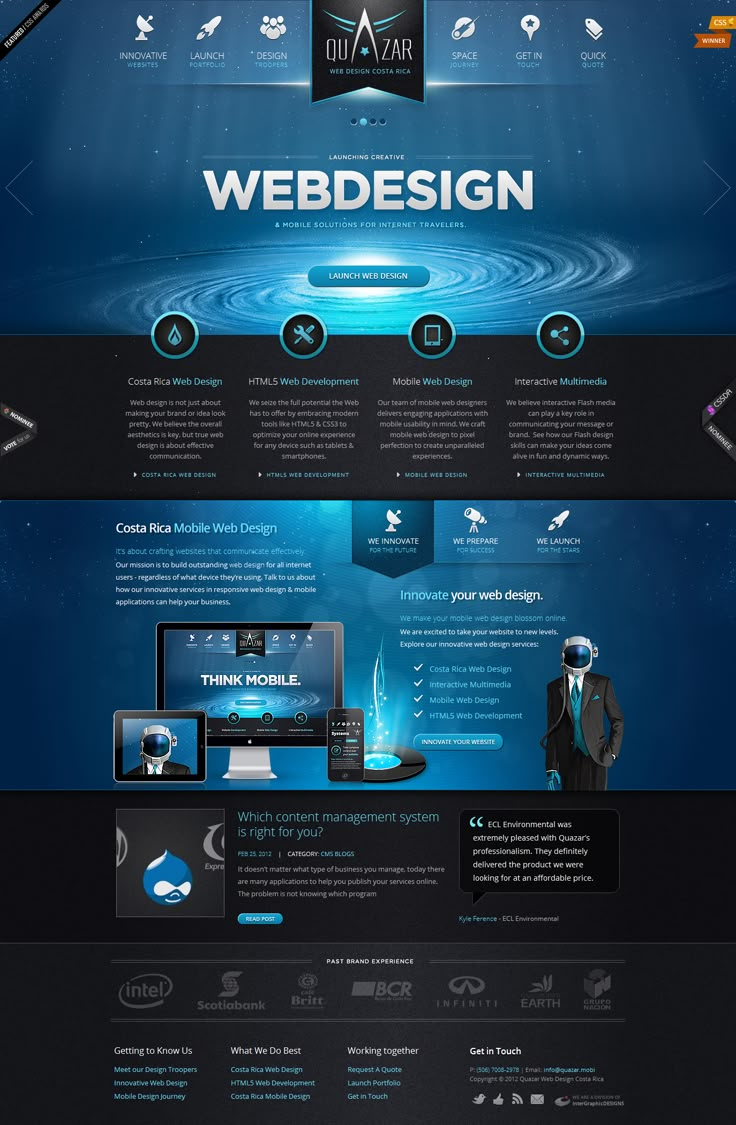 FEATURED CSS AWARDS
INNOVATIVE
WEBSITES
LAUNCH
PORTFOLIO
DESIGN
TROOPERS
QUAZAR
WEB DESIGN COSTA RICA
SPACE
JOURNEY
GET IN
TOUCH
QUICK
QUOTE
CSS
WINNER
LAUNCHING CREATIVE
WEBDESIGN
& MOBILE SOLUTIONS FOR INTERNET TRAVELERS.
LAUNCH WEB DESIGN
Costa Rica Web Design
Web design is not just about
making your brand or idea look
pretty. We believe the overall
aesthetics is key, but true web
design is about effective
communication.
COSTA RICA WEB DESIGN
HTML5 Web Development
We seize the full potential the Web
has to offer by embracing modern
tools like HTML5 & CSS3 to
optimize your online experience
for any device such as tablets &
smartphones.
HTML5 WEB DEVELOPMENT
Mobile Web Design
Our team of mobile web designers
delivers engaging applications with
mobile usability in mind. We craft
mobile web design to pixel
perfection to create unparalleled
experiences.
MOBILE WEB DESIGN
Interactive Multimedia
We believe interactive Flash media
can play a key role in
communicating your message or
brand. See how our Flash design
skills can make your ideas come
alive in fun and dynamic ways.
INTERACTIVE MULTIMEDIA
NOMINEE
VOTE for us
CSSDA
NOMINEE
Costa Rica Mobile Web Design
It's about crafting websites that communicate effectively.
Our mission is to build outstanding web design for all internet
users - regardless of what device they're using. Talk to us about
how our innovative services in responsive web design & mobile
applications can help your business.
WE INNOVATE
FOR THE FUTURE
WE PREPARE
FOR SUCCESS
WE LAUNCH
FOR THE STARS
Innovate your web design.
We make your mobile web design blossom online.
We are excited to take your website to new levels.
Explore our innovative web design services:
Costa Rica Web Design
Interactive Multimedia
Mobile Web Design
HTML5 Web Development
INNOVATE YOUR WEBSITE
QUAZAR
THINK MOBILE.
Systems
Which content management system
is right for you?
FEB 25, 2012 | CATEGORY: CMS BLOGS
It doesn't matter what type of business you manage, today there
are many applications to help you publish your services online.
The problem is not knowing which program
READ POST
Expre
“ ECL Environmental was
extremely pleased with Quazar's
professionalism. They definitely
delivered the product we were
looking for at an affordable price.
Kyle Ference - ECL Environmental
PAST BRAND EXPERIENCE
intel
Scotiabank
café
Britt
BCR
INFINITI
EARTH
GRUPO
NACION
Getting to Know Us
Meet our Design Troopers
Innovative Web Design
Mobile Design Journey
What We Do Best
Costa Rica Web Design
HTML5 Web Development
Costa Rica Mobile Design
Working together
Request A Quote
Launch Portfolio
Get in Touch
Get in Touch
P: (506) 7008-2978 | Email: info@quazar.mobi
Copyright © 2012 Quazar Web Design Costa Rica
WE ARE A DIVISION OF
InterGraphicDESIGNS